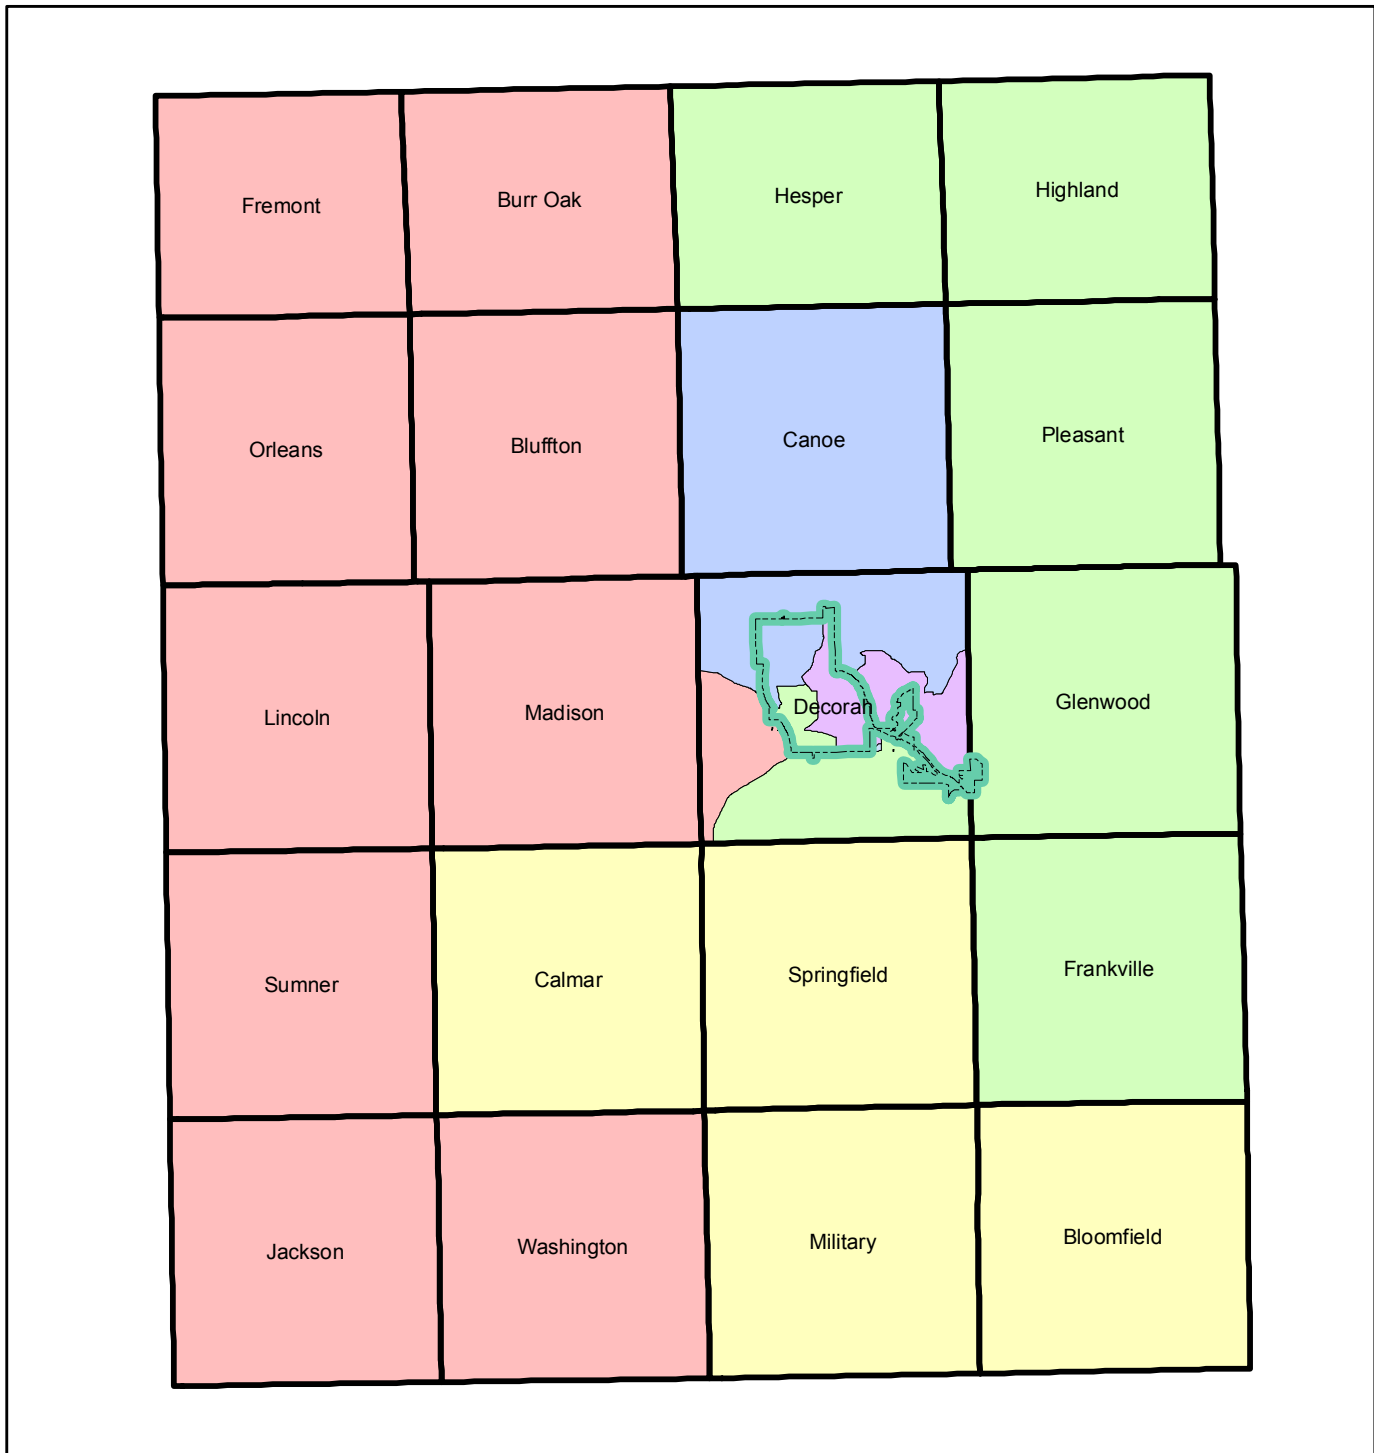 Fremont
Burr Oak
Hesper
Highland
Orleans
Bluffton
Canoe
Pleasant
Lincoln
Madison
Decorah
Glenwood
Sumner
Calmar
Springfield
Frankville
Jackson
Washington
Military
Bloomfield